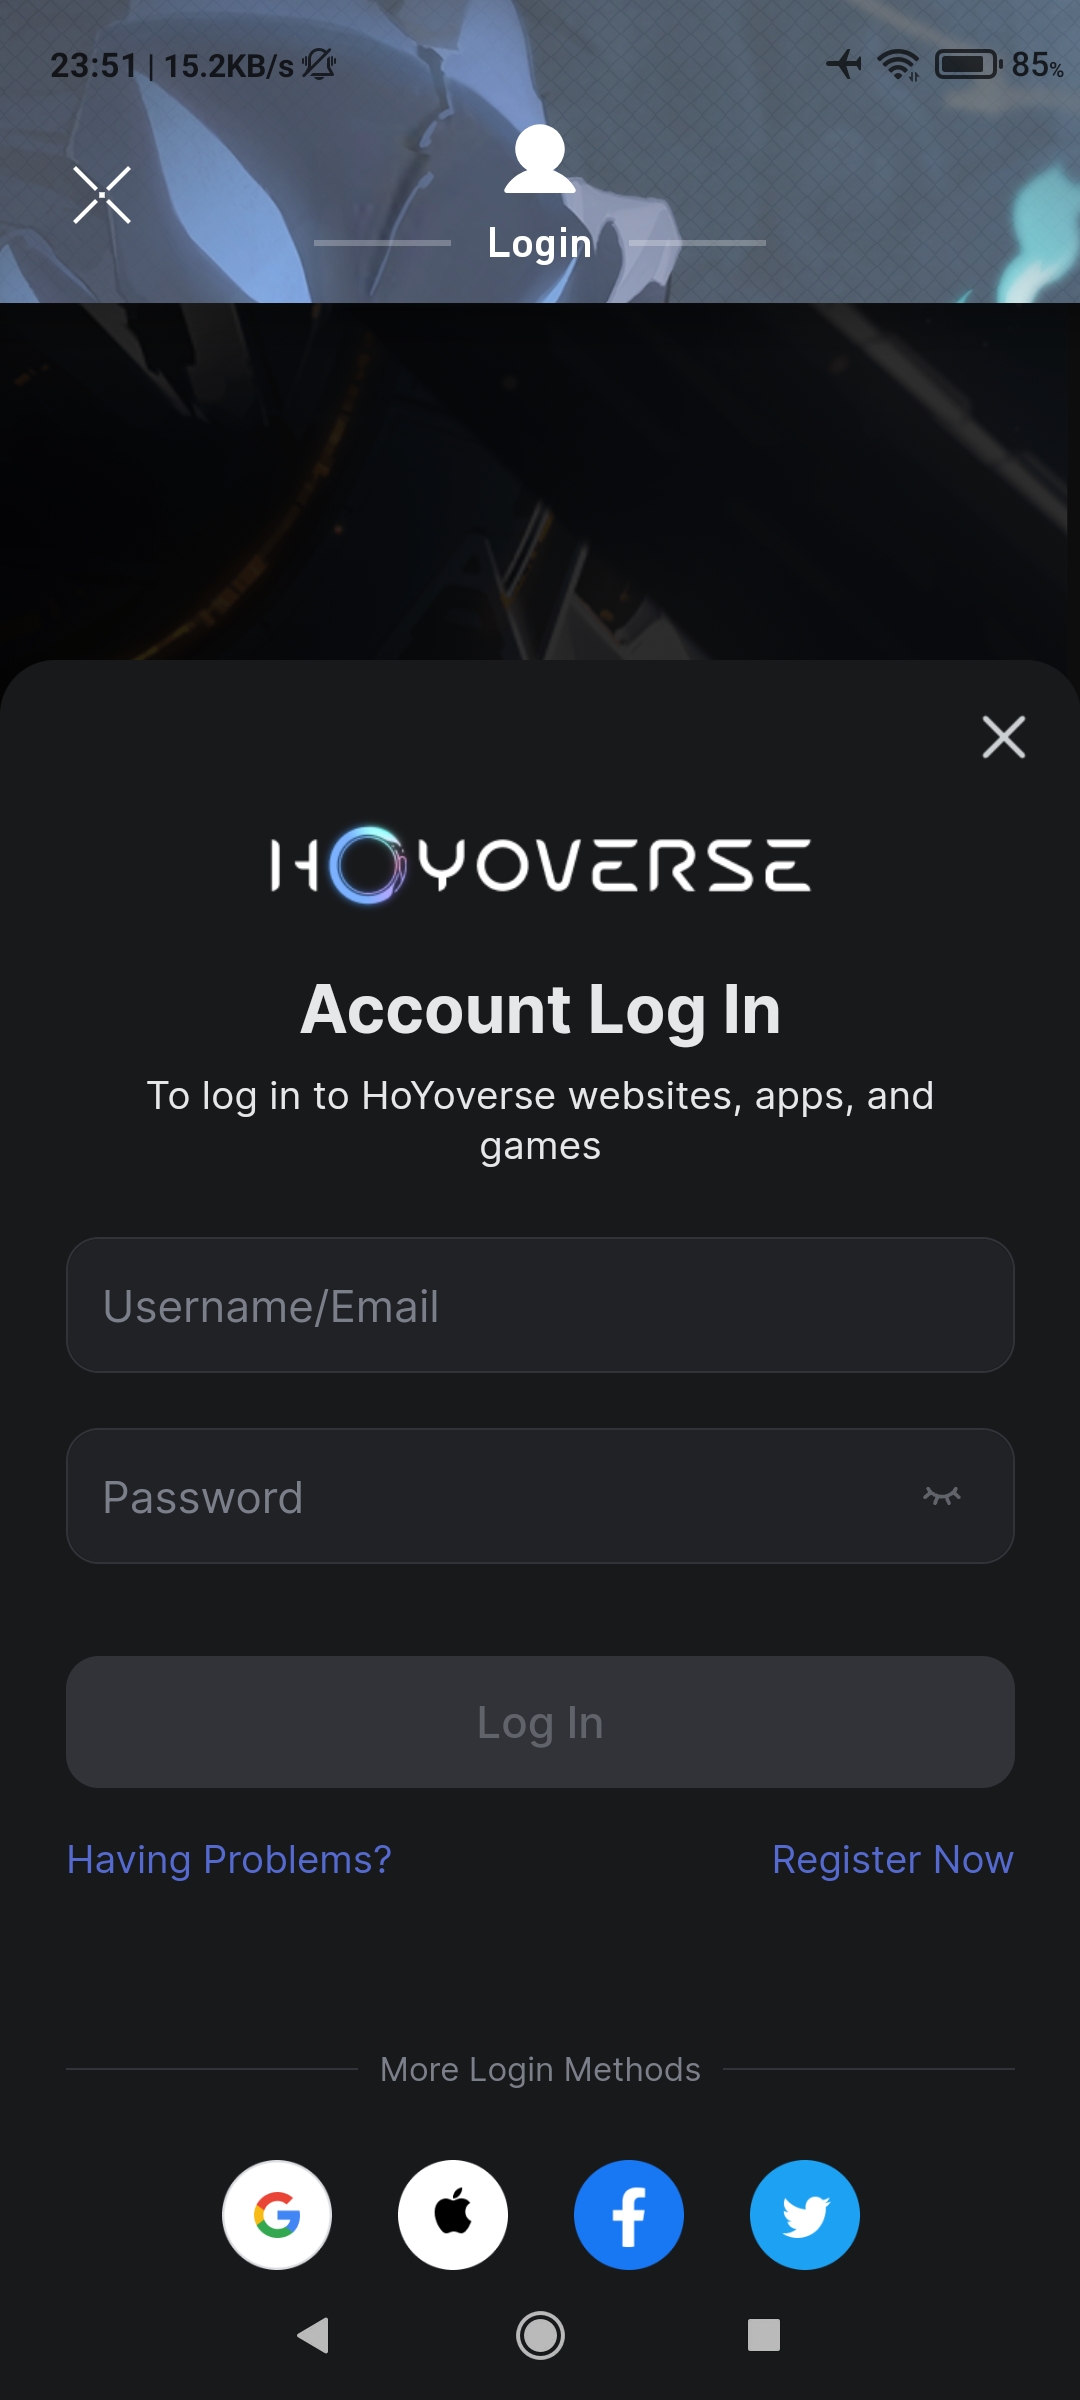 23:51 | 15.2KB/s 85%
Login
HOYOVERSE
Account Log In
To log in to HoYoverse websites, apps, and
games
Username/Email
Password
Log In
Having Problems? Register Now
More Login Methods